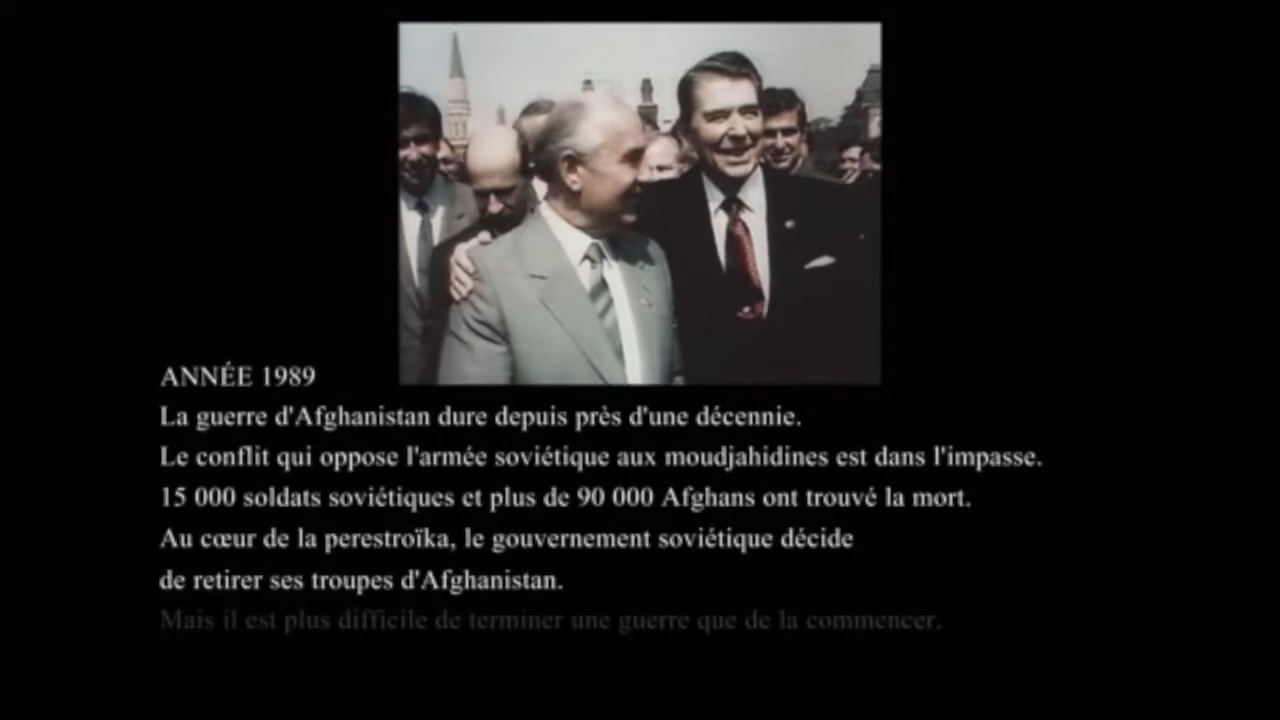 ANNÉE 1989
La guerre d'Afghanistan dure depuis près d'une décennie.
Le conflit qui oppose l'armée soviétique aux moudjahidines est dans l'impasse.
15 000 soldats soviétiques et plus de 90 000 Afghans ont trouvé la mort.
Au cœur de la perestroïka, le gouvernement soviétique décide
de retirer ses troupes d'Afghanistan.
Mais il est plus difficile de terminer une guerre que de la commencer.